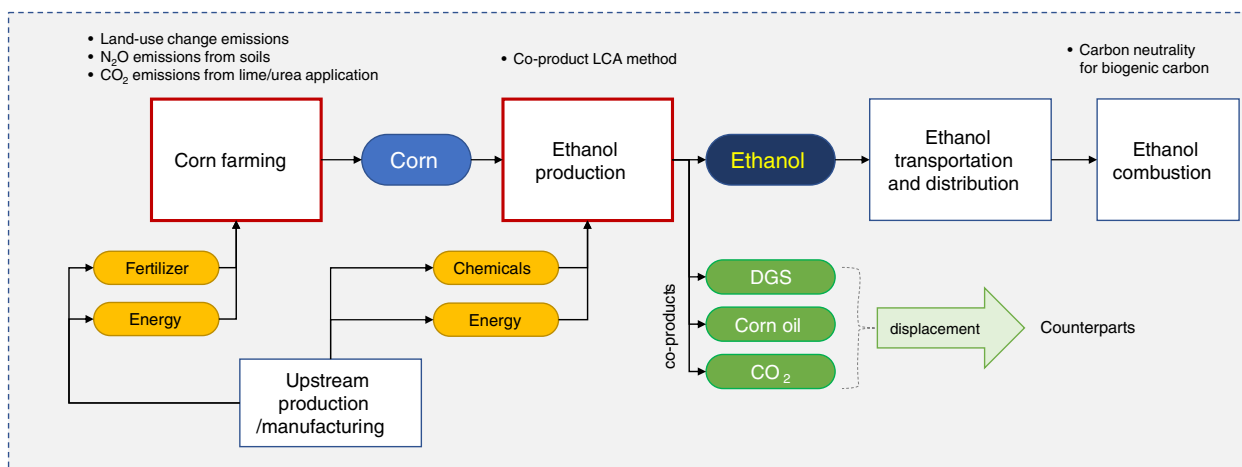 • Land-use change emissions
• N₂O emissions from soils
• CO₂ emissions from lime/urea application
• Co-product LCA method
• Carbon neutrality
for biogenic carbon
Corn farming
Corn
Ethanol
production
Ethanol
Ethanol
transportation
and distribution
Ethanol
combustion
Fertilizer
Energy
Chemicals
Energy
Upstream
production
/manufacturing
co-products
DGS
Corn oil
CO₂
displacement
Counterparts